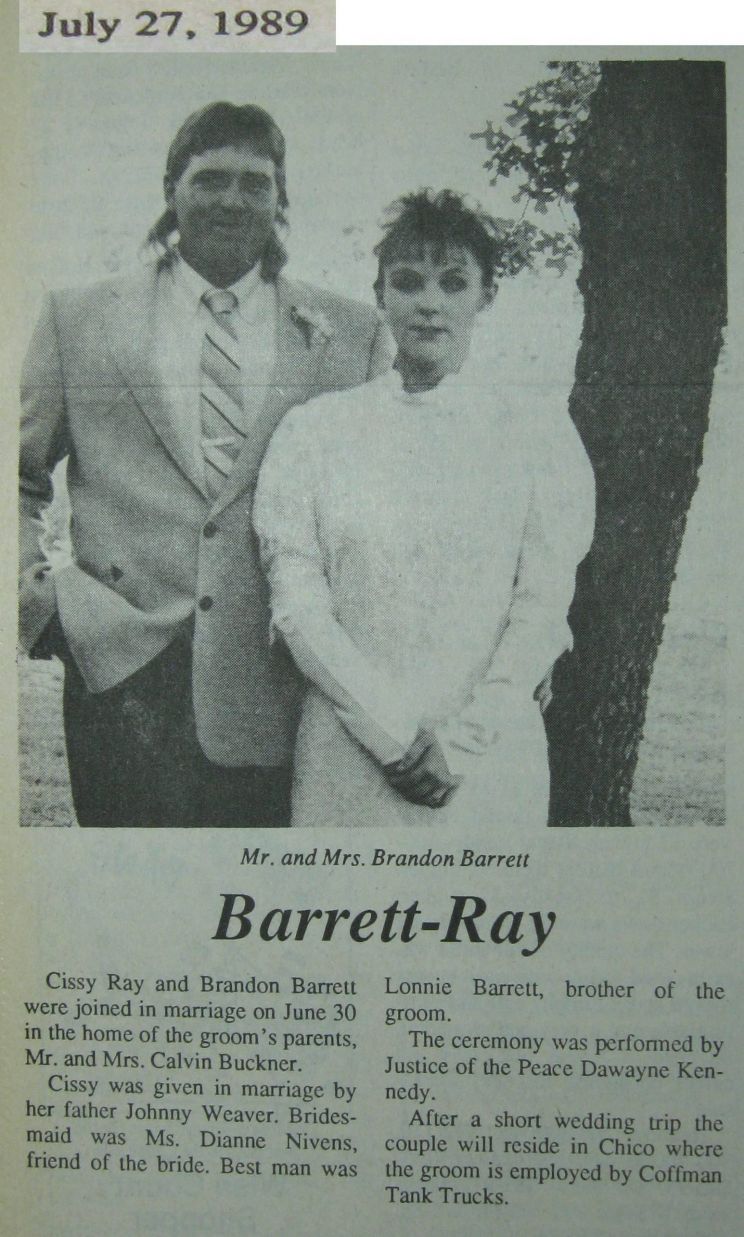 July 27, 1989
Mr. and Mrs. Brandon Barrett
Barrett-Ray
Cissy Ray and Brandon Barrett
were joined in marriage on June 30
in the home of the groom's parents,
Mr. and Mrs. Calvin Buckner.
Cissy was given in marriage by
her father Johnny Weaver. Brides-
maid was Ms. Dianne Nivens,
friend of the bride. Best man was
Lonnie Barrett, brother of the
groom.
The ceremony was performed by
Justice of the Peace Dawayne Ken-
nedy.
After a short wedding trip the
couple will reside in Chico where
the groom is employed by Coffman
Tank Trucks.